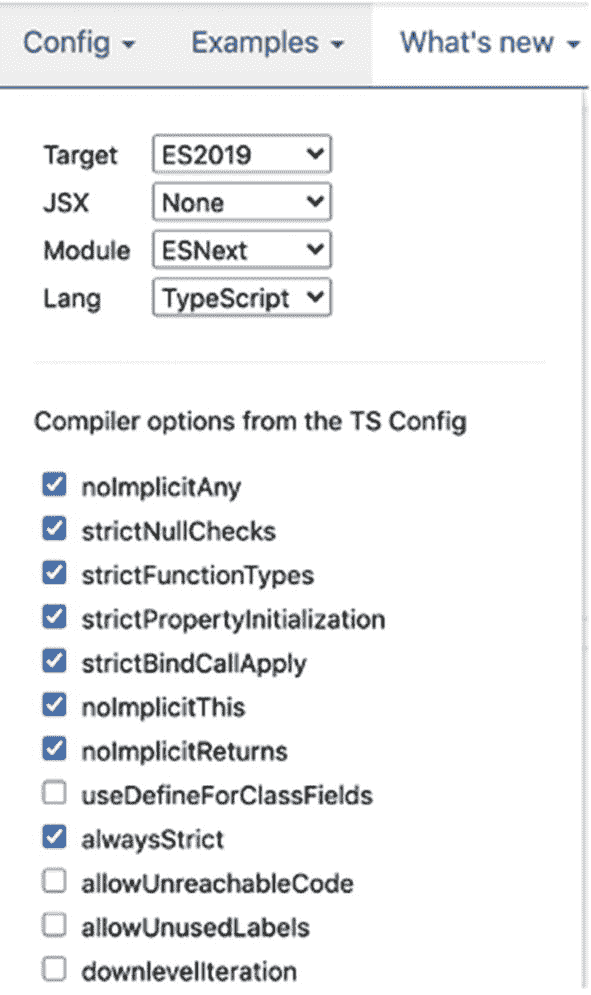 Config Examples What's new
Target ES2019
JSX None
Module ESNext
Lang TypeScript
Compiler options from the TS Config
noImplicitAny
strictNullChecks
strictFunctionTypes
strictPropertyInitialization
strictBindCallApply
noImplicitThis
noImplicitReturns
useDefineForClassFields
alwaysStrict
allowUnreachableCode
allowUnusedLabels
downlevelIteration